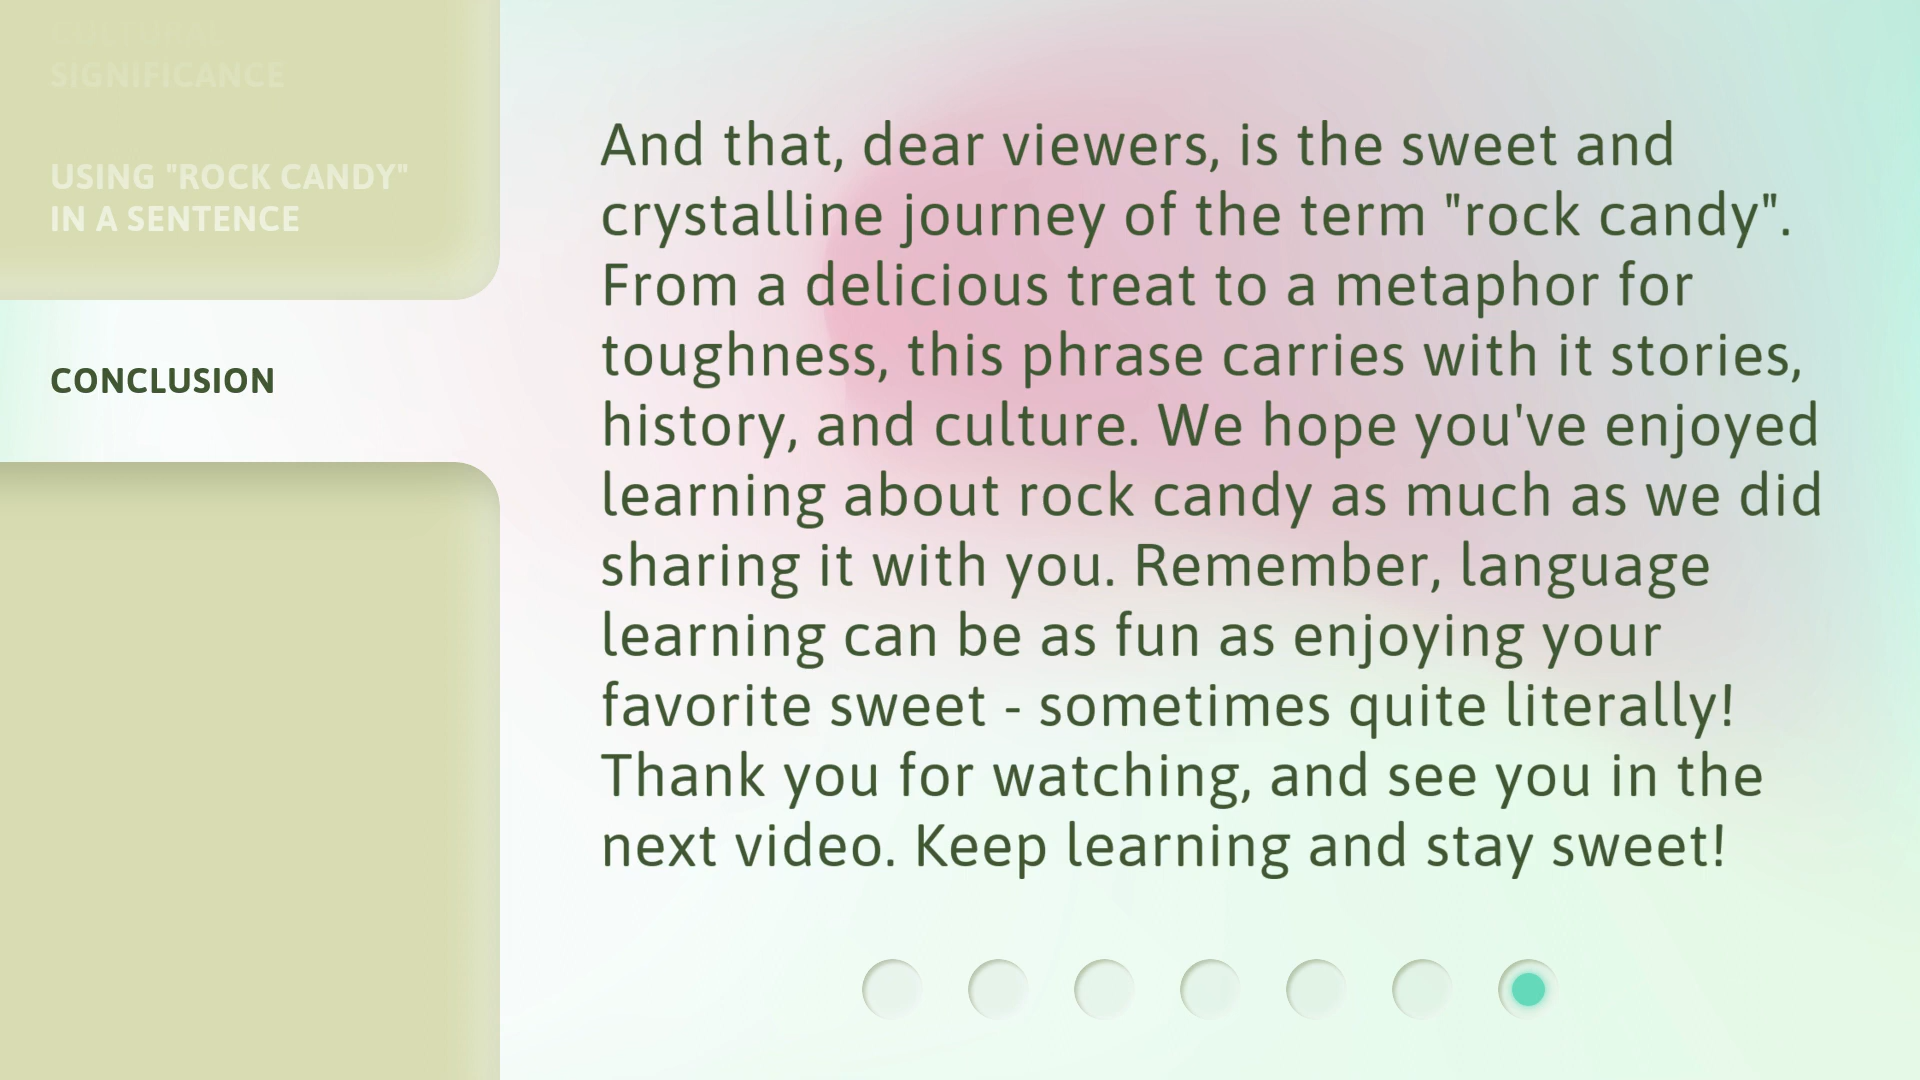 CULTURAL
SIGNIFICANCE
USING "ROCK CANDY"
IN A SENTENCE
CONCLUSION
And that, dear viewers, is the sweet and
crystalline journey of the term "rock candy".
From a delicious treat to a metaphor for
toughness, this phrase carries with it stories,
history, and culture. We hope you've enjoyed
learning about rock candy as much as we did
sharing it with you. Remember, language
learning can be as fun as enjoying your
favorite sweet - sometimes quite literally!
Thank you for watching, and see you in the
next video. Keep learning and stay sweet!